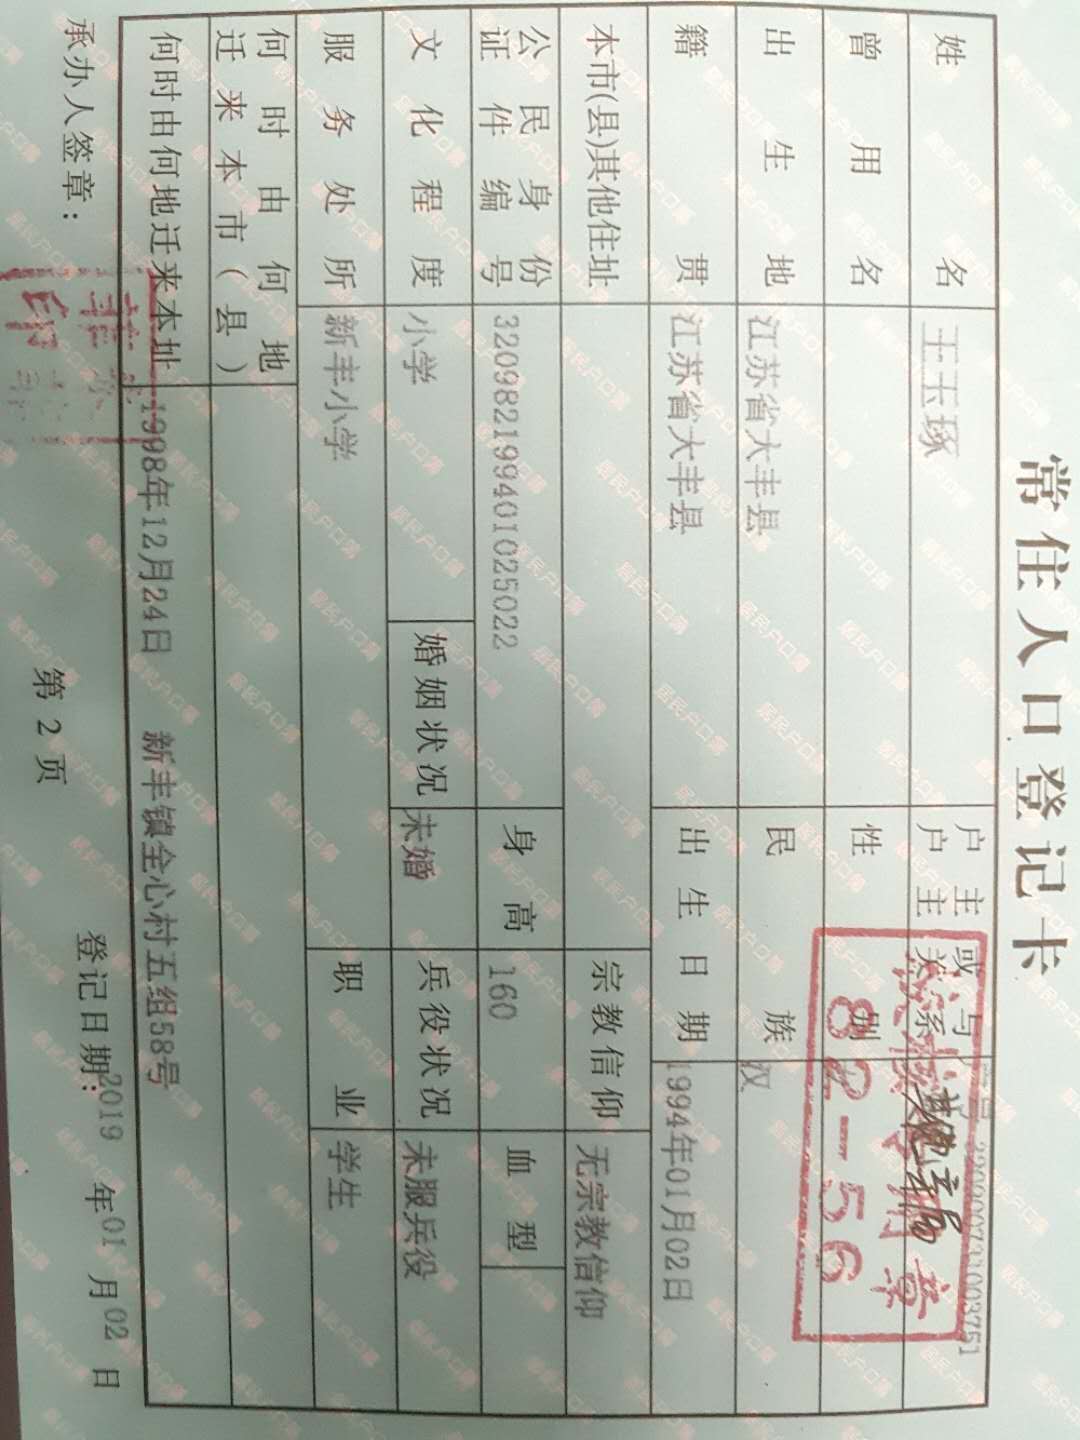 常住人口登记卡
姓名 王玉琢 户主或与户主关系
曾用名 性别
出生地 江苏省大丰县 民族 汉
籍贯 江苏省大丰县 出生日期 1994年01月02日
本市(县)其他住址 宗教信仰 无宗教信仰
公民身份证件编号 320982199401025022 身高 160 血型
文化程度 小学 婚姻状况 未婚 兵役状况 未服兵役
服务处所 新丰小学 职业 学生
何时由何地迁来本市(县)
何时由何地迁来本址 1998年12月24日 新丰镇全心村五组58号
承办人签章: 登记日期: 2019年01月02日
第2页
82-56